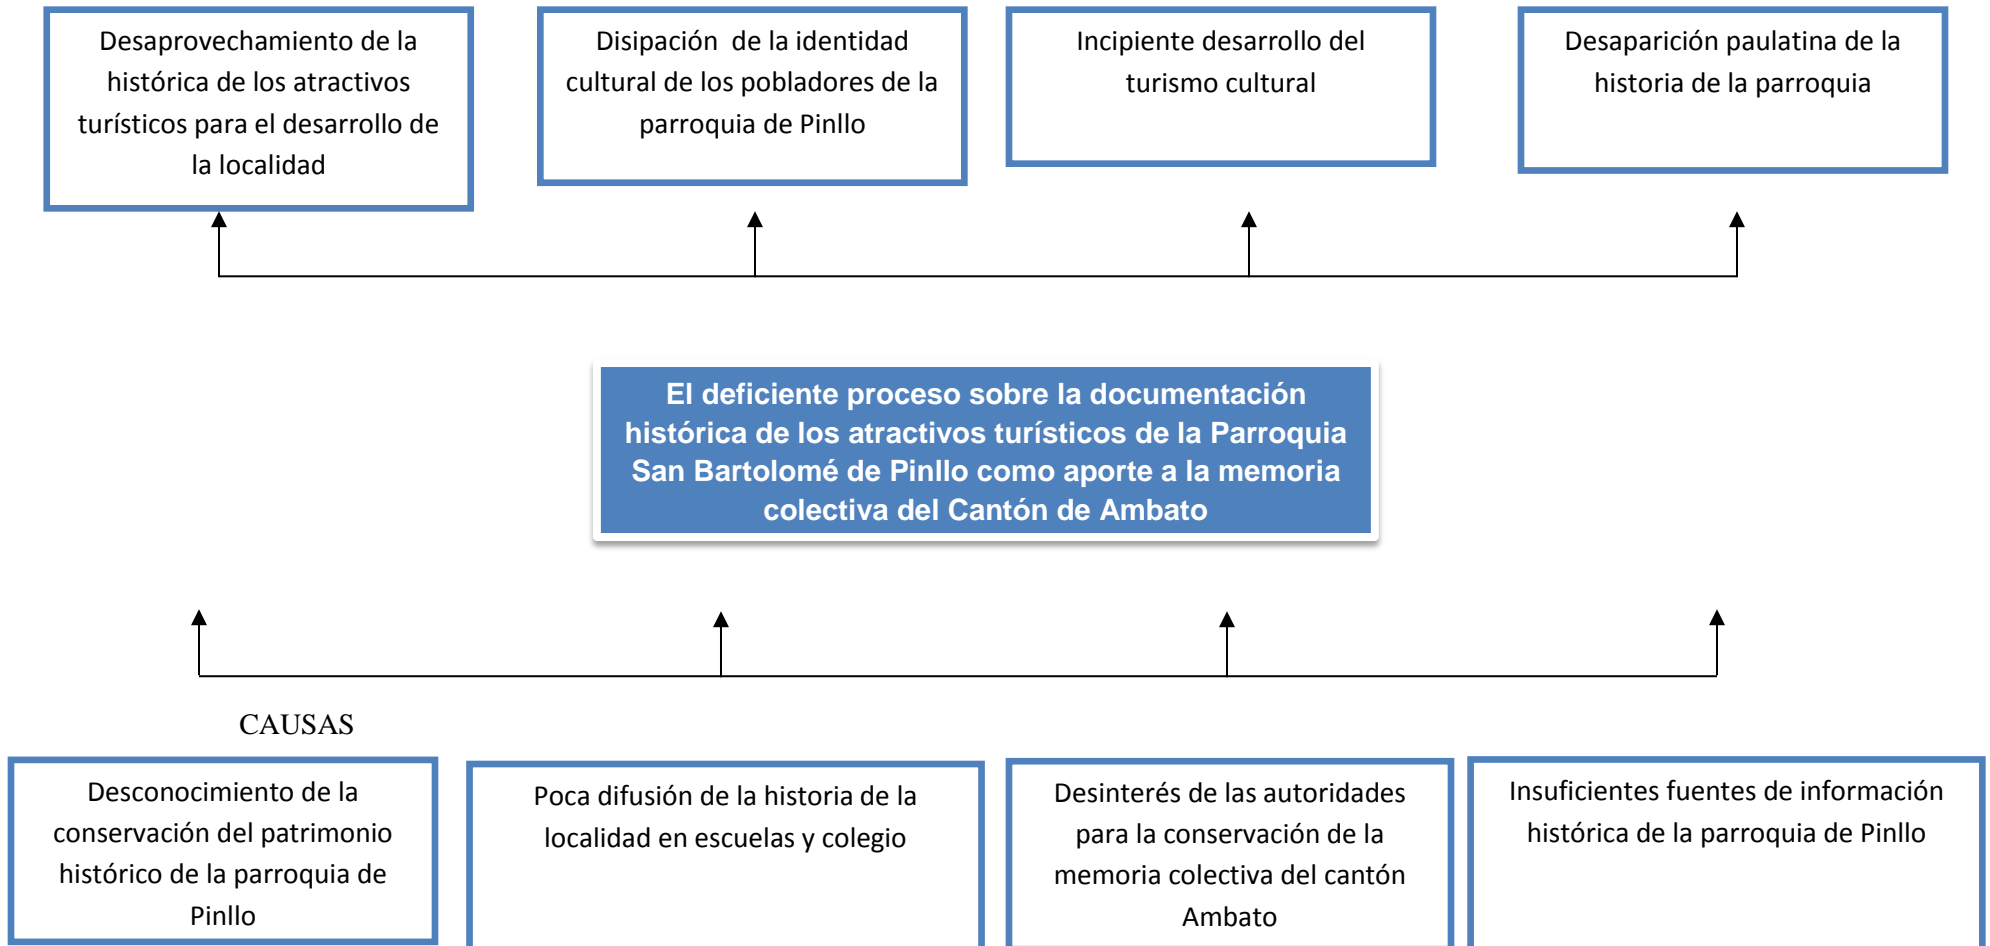 Desaprovechamiento de la
histórica de los atractivos
turísticos para el desarrollo de
la localidad
Disipación de la identidad
cultural de los pobladores de la
parroquia de Pinllo
Incipiente desarrollo del
turismo cultural
Desaparición paulatina de la
historia de la parroquia
El deficiente proceso sobre la documentación
histórica de los atractivos turísticos de la Parroquia
San Bartolomé de Pinllo como aporte a la memoria
colectiva del Cantón de Ambato
CAUSAS
Desconocimiento de la
conservación del patrimonio
histórico de la parroquia de
Pinllo
Poca difusión de la historia de la
localidad en escuelas y colegio
Desinterés de las autoridades
para la conservación de la
memoria colectiva del cantón
Ambato
Insuficientes fuentes de información
histórica de la parroquia de Pinllo